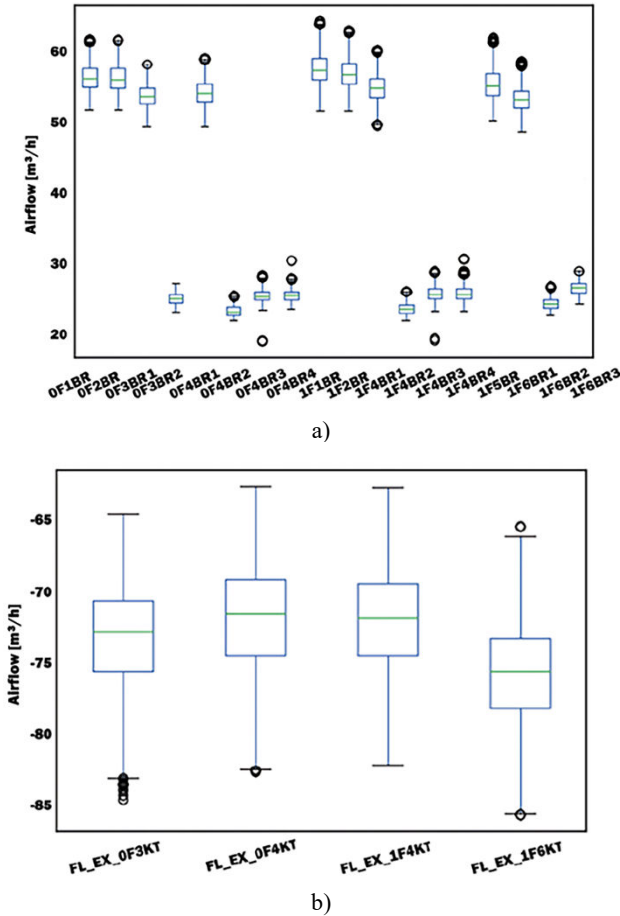 60
50
40
30
20
Airflow [m³/h]
0F1BR
0F2BR
0F3BR1
0F3BR2
0F4BR1
0F4BR2
0F4BR3
0F4BR4
1F1BR
1F2BR
1F4BR1
1F4BR2
1F4BR3
1F4BR4
1F5BR
1F6BR1
1F6BR2
1F6BR3
a)
-65
-70
-75
-80
-85
Airflow [m³/h]
FL_EX_0F3KT
FL_EX_0F4KT
FL_EX_1F4KT
FL_EX_1F6KT
b)